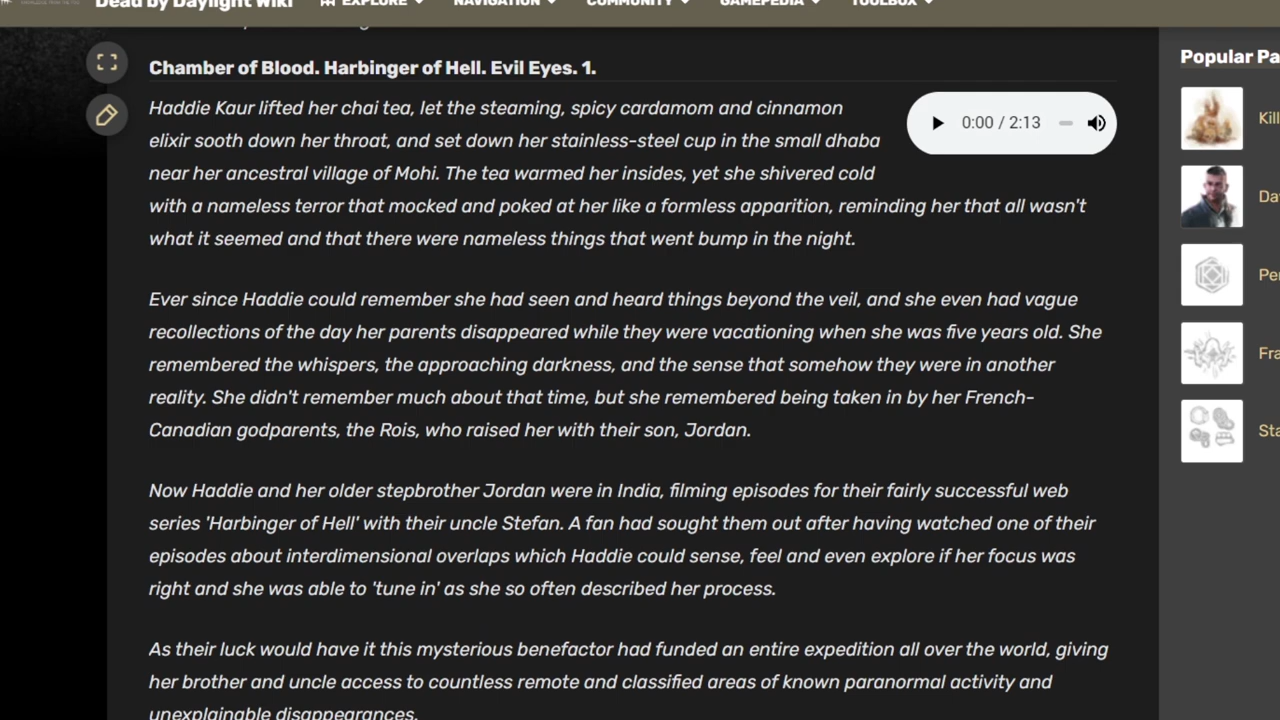 Dead by Daylight Wiki
EXPLORE
NAVIGATION
COMMUNITY
GAMEPEDIA
TOOLBOX
Chamber of Blood. Harbinger of Hell. Evil Eyes. 1.
Haddie Kaur lifted her chai tea, let the steaming, spicy cardamom and cinnamon
elixir sooth down her throat, and set down her stainless-steel cup in the small dhaba
near her ancestral village of Mohi. The tea warmed her insides, yet she shivered cold
with a nameless terror that mocked and poked at her like a formless apparition, reminding her that all wasn't
what it seemed and that there were nameless things that went bump in the night.
0:00 / 2:13
Ever since Haddie could remember she had seen and heard things beyond the veil, and she even had vague
recollections of the day her parents disappeared while they were vacationing when she was five years old. She
remembered the whispers, the approaching darkness, and the sense that somehow they were in another
reality. She didn't remember much about that time, but she remembered being taken in by her French-
Canadian godparents, the Rois, who raised her with their son, Jordan.
Now Haddie and her older stepbrother Jordan were in India, filming episodes for their fairly successful web
series 'Harbinger of Hell' with their uncle Stefan. A fan had sought them out after having watched one of their
episodes about interdimensional overlaps which Haddie could sense, feel and even explore if her focus was
right and she was able to 'tune in' as she so often described her process.
As their luck would have it this mysterious benefactor had funded an entire expedition all over the world, giving
her brother and uncle access to countless remote and classified areas of known paranormal activity and
unexplainable disappearances.
Popular Pa
Kill
Da
Per
Fra
Sta